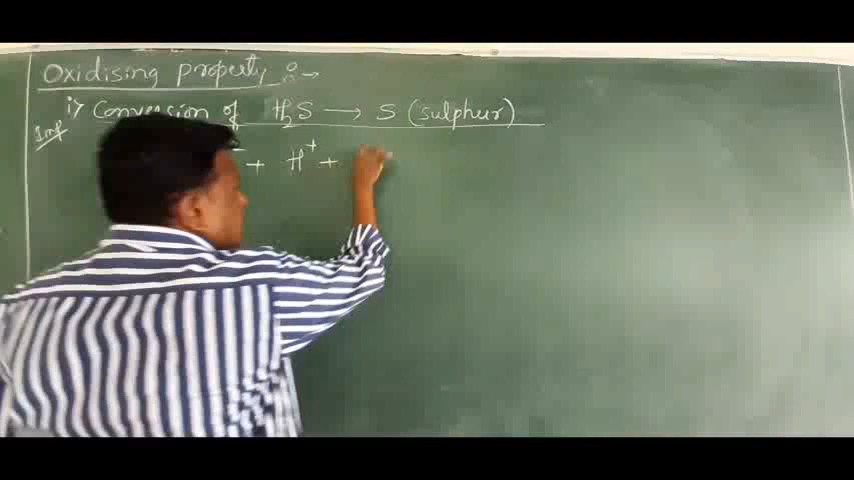 Oxidising property :→
i> Conversion of H₂S → S (sulphur)
Imp
+ H⁺ +